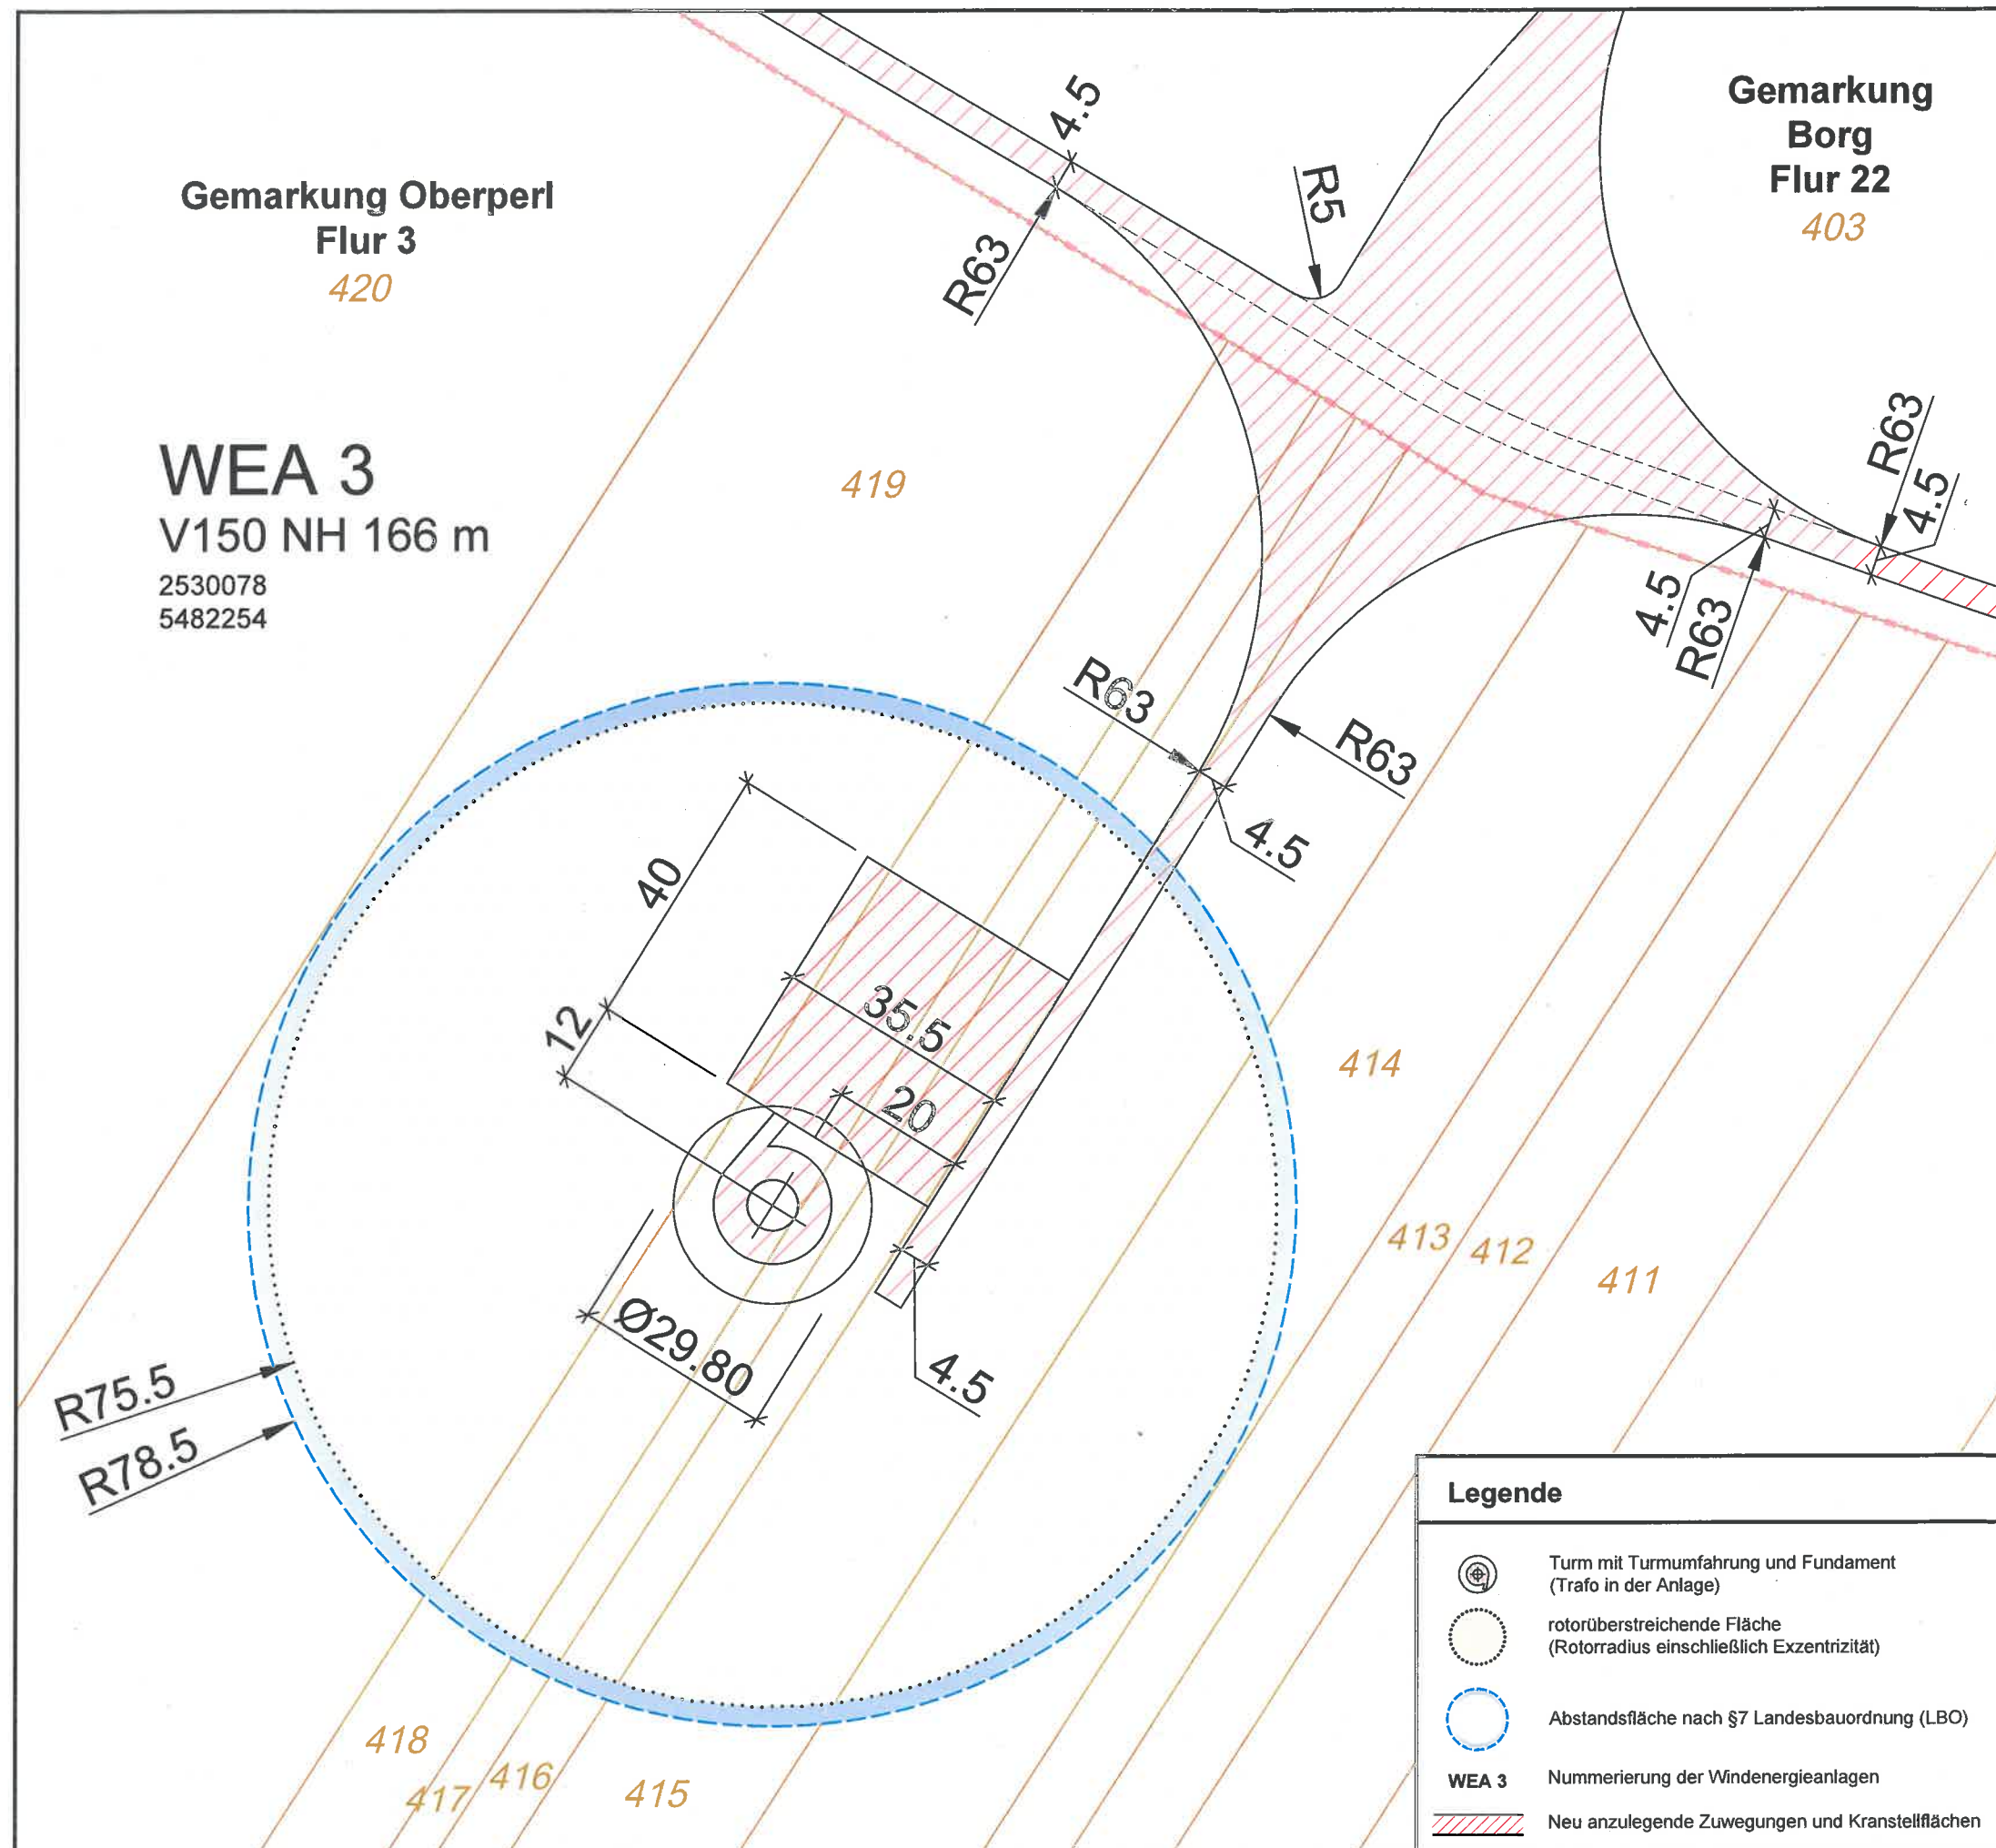 Gemarkung Oberperl
Flur 3
420
Gemarkung
Borg
Flur 22
403
4.5
R5
R63
WEA 3
V150 NH 166 m
2530078
5482254
419
R63
4.5
4.5
R63
R63
R63
4.5
40
12
35.5
20
414
413
412
411
Ø29.80
4.5
R75.5
R78.5
418
417
416
415
Legende
Turm mit Turmumfahrung und Fundament
(Trafo in der Anlage)
rotorüberstreichende Fläche
(Rotorradius einschließlich Exzentrizität)
Abstandsfläche nach §7 Landesbauordnung (LBO)
WEA 3 Nummerierung der Windenergieanlagen
Neu anzulegende Zuwegungen und Kranstellflächen